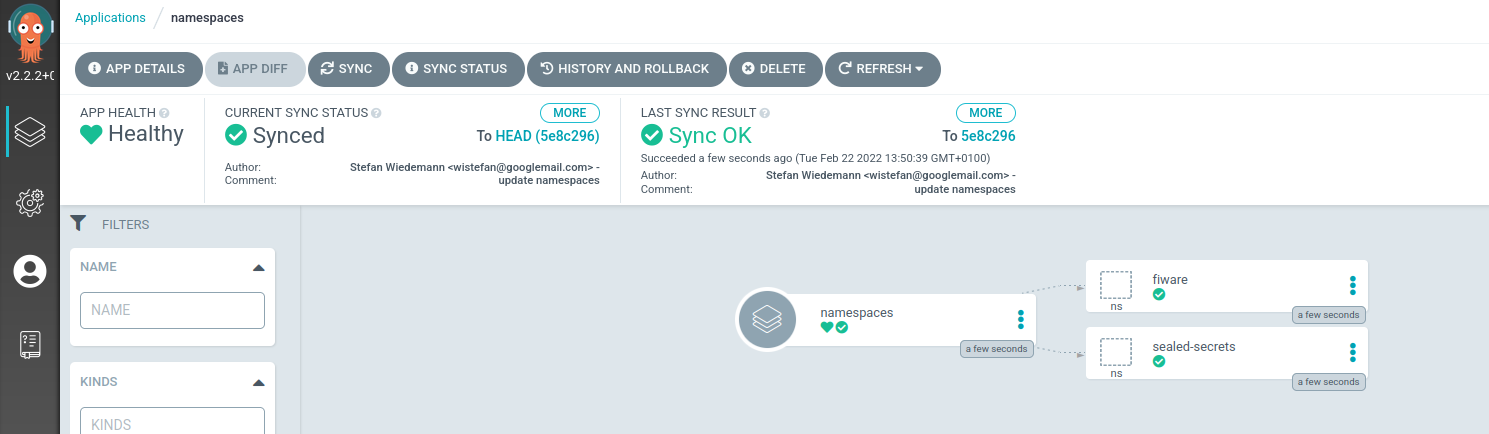 Applications / namespaces
v2.2.2+0
APP DETAILS APP DIFF SYNC SYNC STATUS HISTORY AND ROLLBACK DELETE REFRESH
APP HEALTH
Healthy
CURRENT SYNC STATUS MORE
Synced To HEAD (5e8c296)
Author: Stefan Wiedemann <wistefan@googlemail.com> -
Comment: update namespaces
LAST SYNC RESULT MORE
Sync OK To 5e8c296
Succeeded a few seconds ago (Tue Feb 22 2022 13:50:39 GMT+0100)
Author: Stefan Wiedemann <wistefan@googlemail.com> -
Comment: update namespaces
FILTERS
NAME
NAME
KINDS
KINDS
namespaces
a few seconds
fiware
ns
a few seconds
sealed-secrets
ns
a few seconds